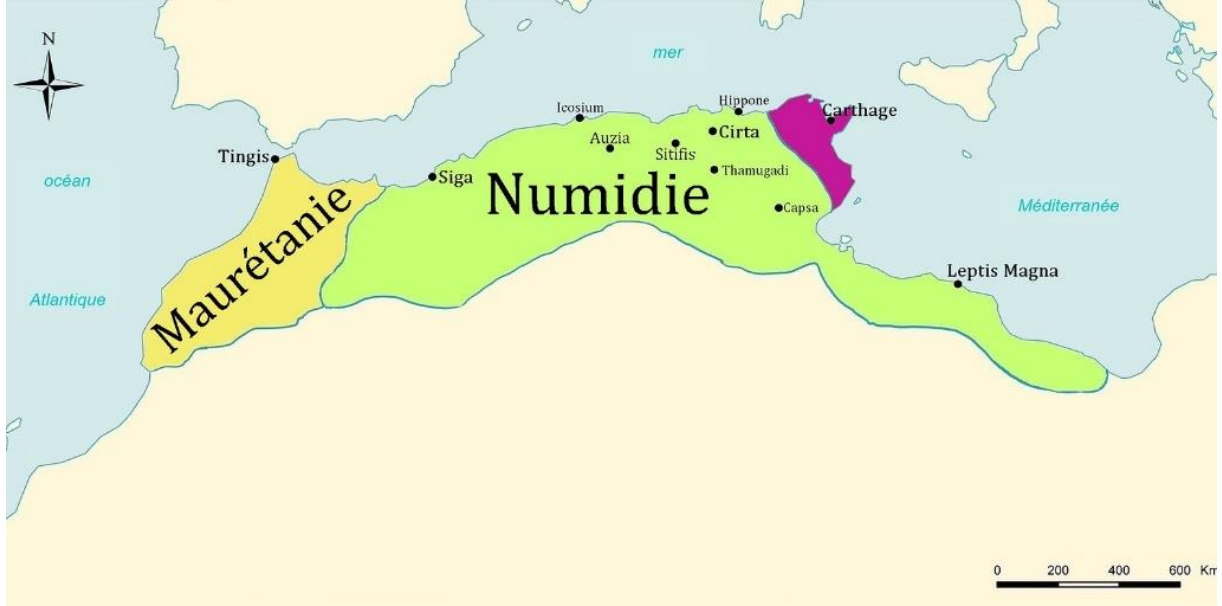 N
mer
Icosium
Hippone
Carthage
Auzia
Cirta
Tingis
Sitifis
océan
Siga
Thamugadi
Numidie
Capsa
Méditerranée
Maurétanie
Leptis Magna
Atlantique
0 200 400 600 Km